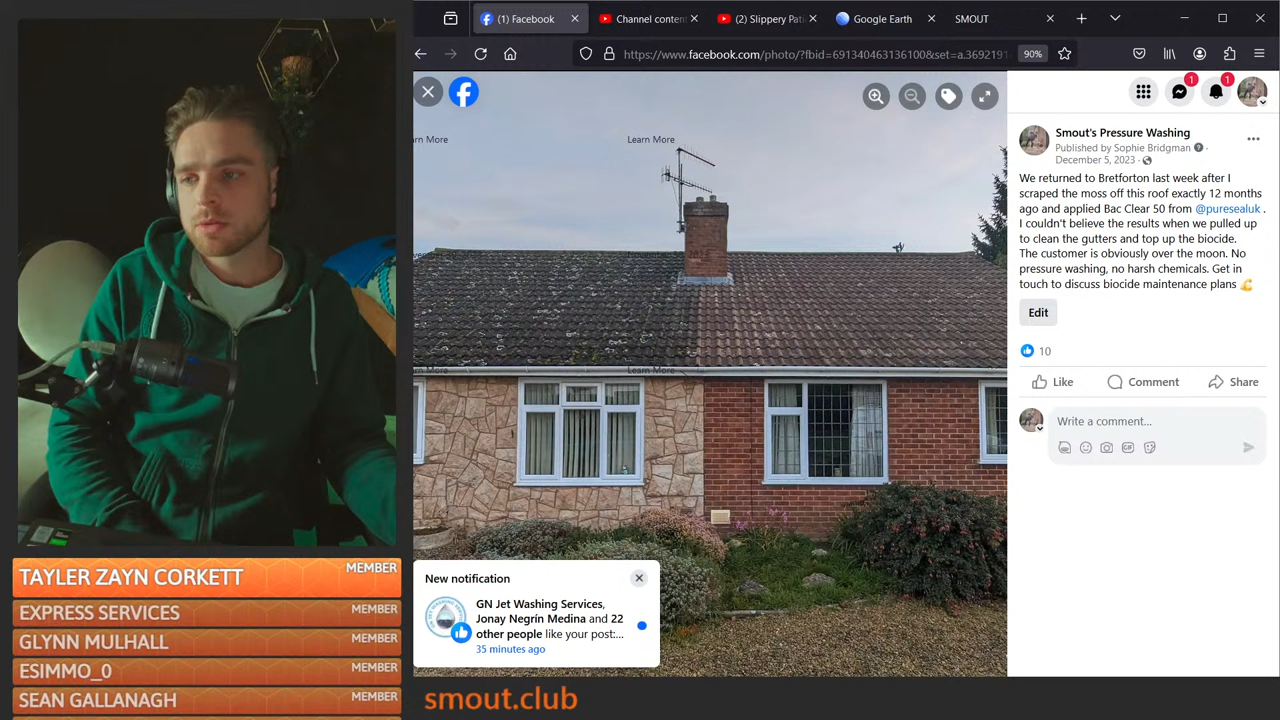 (1) Facebook
Channel conten
(2) Slippery Pati
Google Earth
SMOUT
https://www.facebook.com/photo/?fbid=691340463136100&set=a.3692191
90%
1
1
Learn More
Smout's Pressure Washing
Published by Sophie Bridgman
December 5, 2023
We returned to Bretforton last week after I
scraped the moss off this roof exactly 12 months
ago and applied Bac Clear 50 from @puresealuk .
I couldn't believe the results when we pulled up
to clean the gutters and top up the biocide.
The customer is obviously over the moon. No
pressure washing, no harsh chemicals. Get in
touch to discuss biocide maintenance plans 💪
Edit
10
Like
Comment
Share
Write a comment...
Learn More
New notification
GN Jet Washing Services,
Jonay Negrín Medina and 22
other people like your post:...
35 minutes ago
TAYLER ZAYN CORKETT MEMBER
EXPRESS SERVICES MEMBER
GLYNN MULHALL MEMBER
ESIMMO_0 MEMBER
SEAN GALLANAGH MEMBER
smout.club